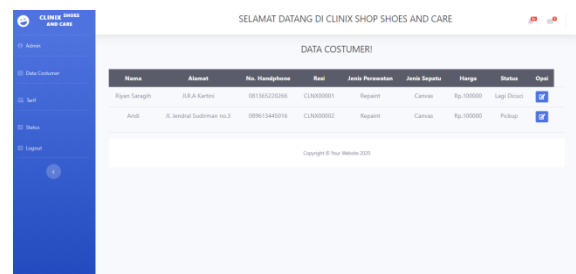 CLINIX SHOES AND CARE
SELAMAT DATANG DI CLINIX SHOP SHOES AND CARE
Admin
DATA COSTUMER!
Data Costumer
Nama Alamat No. Handphone Resi Jenis Perawatan Jenis Sepatu Harga Status Opsi
Riyan Saragih Jl.R.A Kartini 081365220266 CLNX00001 Repaint Canvas Rp.100000 Lagi Dicuci
Tarif
Andi Jl. Jendral Sudirman no.3 089613445016 CLNX00002 Repaint Canvas Rp.100000 Pickup
Status
Logout
Copyright © Your Website 2020